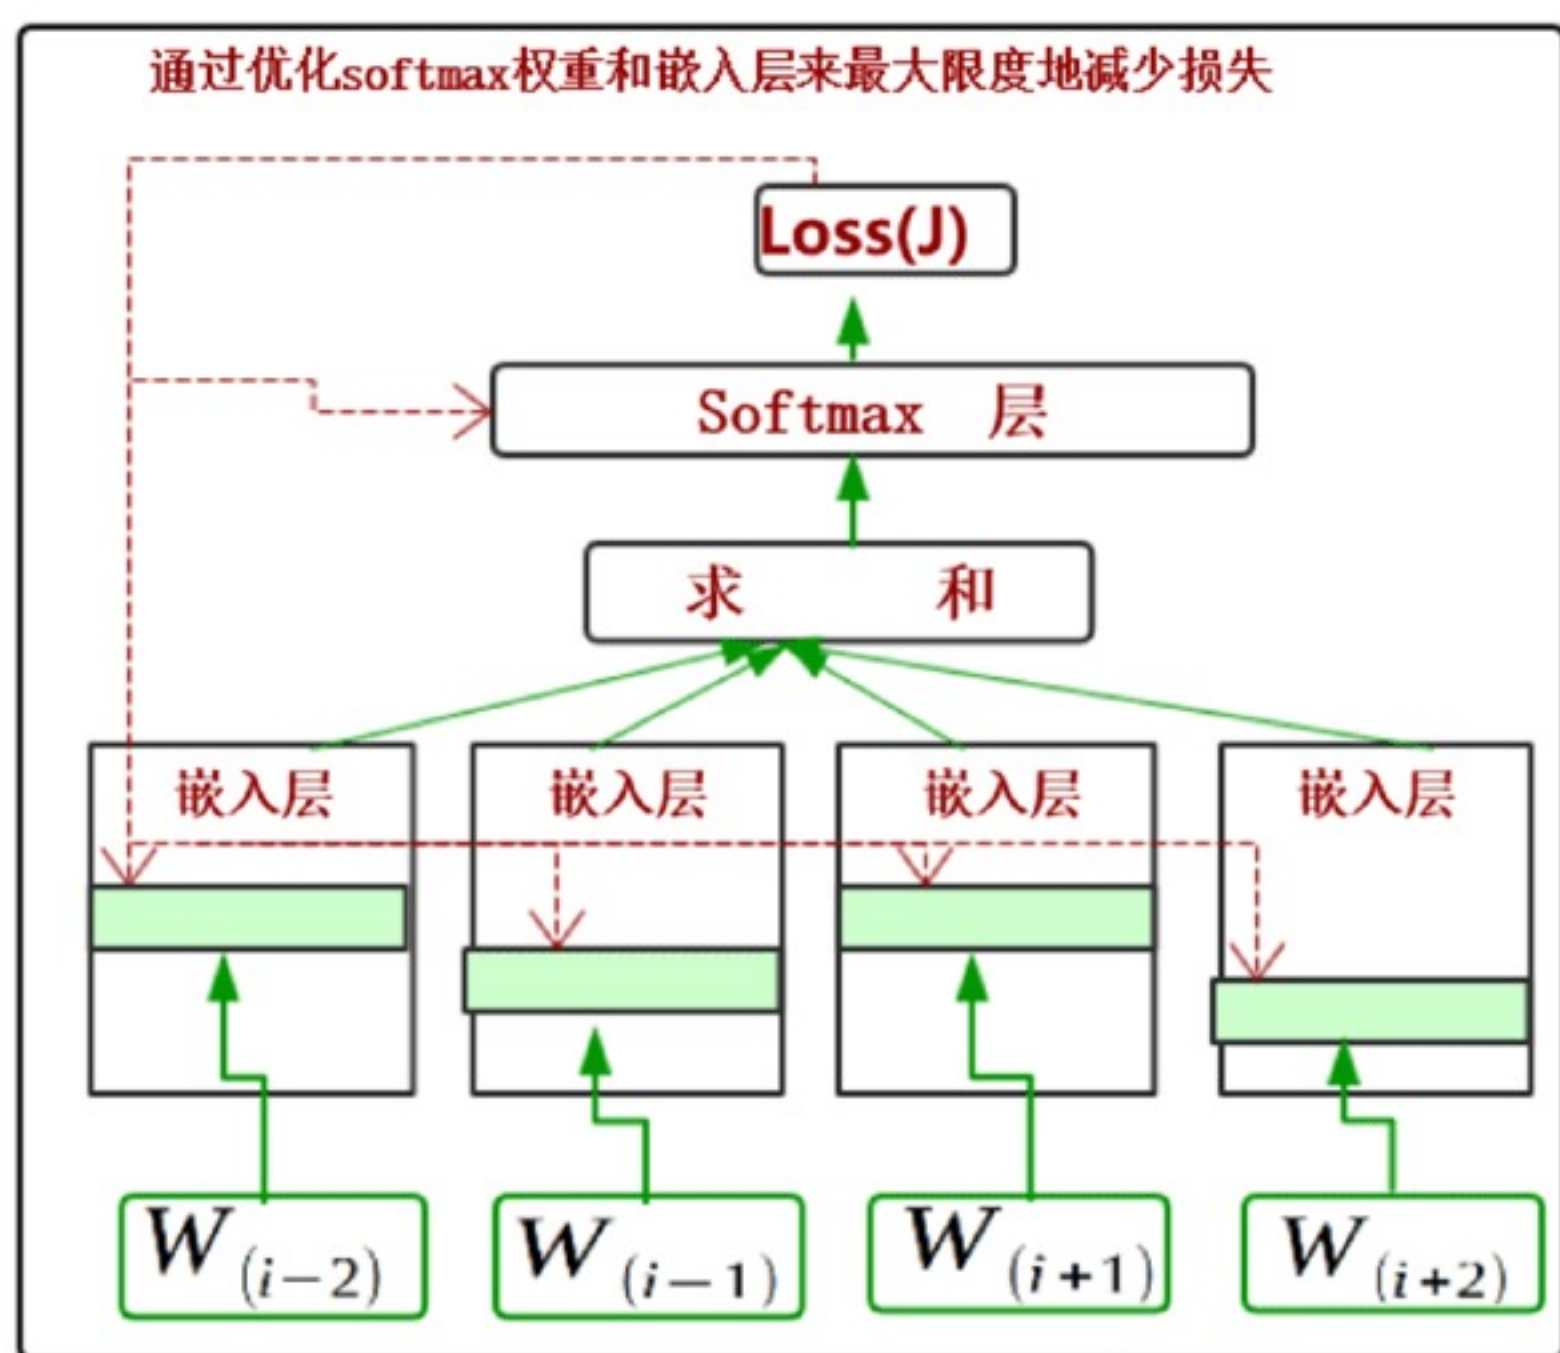 通过优化softmax权重和嵌入层来最大限度地减少损失
Loss(J)
Softmax 层
求 和
嵌入层 嵌入层 嵌入层 嵌入层
W(i-2) W(i-1) W(i+1) W(i+2)